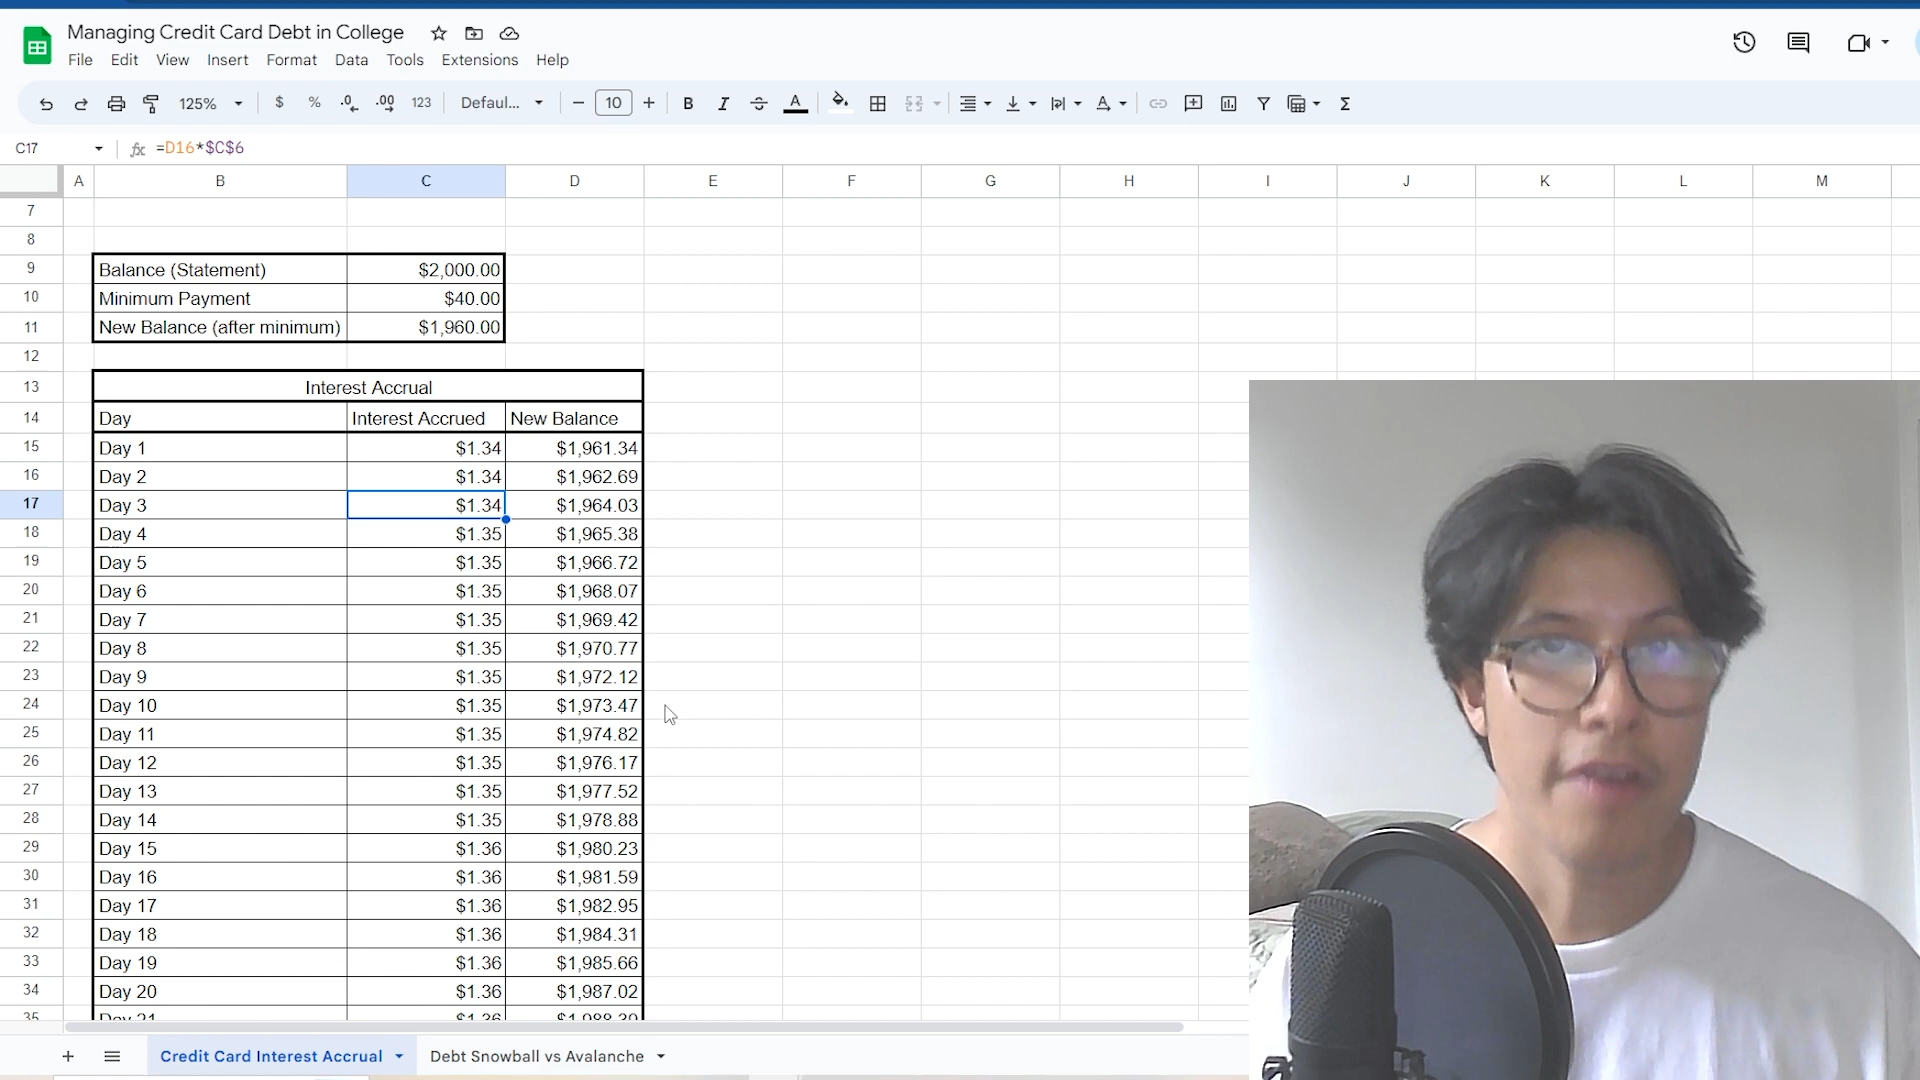 Managing Credit Card Debt in College
File Edit View Insert Format Data Tools Extensions Help
125% $ % .0 .00 123 Defaul... − 10 + B I A Σ
C17 fx =D16*$C$6
A B C D E F G H I J K L M
7
8
9 Balance (Statement) $2,000.00
10 Minimum Payment $40.00
11 New Balance (after minimum) $1,960.00
12
13 Interest Accrual
14 Day Interest Accrued New Balance
15 Day 1 $1.34 $1,961.34
16 Day 2 $1.34 $1,962.69
17 Day 3 $1.34 $1,964.03
18 Day 4 $1.35 $1,965.38
19 Day 5 $1.35 $1,966.72
20 Day 6 $1.35 $1,968.07
21 Day 7 $1.35 $1,969.42
22 Day 8 $1.35 $1,970.77
23 Day 9 $1.35 $1,972.12
24 Day 10 $1.35 $1,973.47
25 Day 11 $1.35 $1,974.82
26 Day 12 $1.35 $1,976.17
27 Day 13 $1.35 $1,977.52
28 Day 14 $1.35 $1,978.88
29 Day 15 $1.36 $1,980.23
30 Day 16 $1.36 $1,981.59
31 Day 17 $1.36 $1,982.95
32 Day 18 $1.36 $1,984.31
33 Day 19 $1.36 $1,985.66
34 Day 20 $1.36 $1,987.02
35 Day 21 $1.36
+ Credit Card Interest Accrual Debt Snowball vs Avalanche